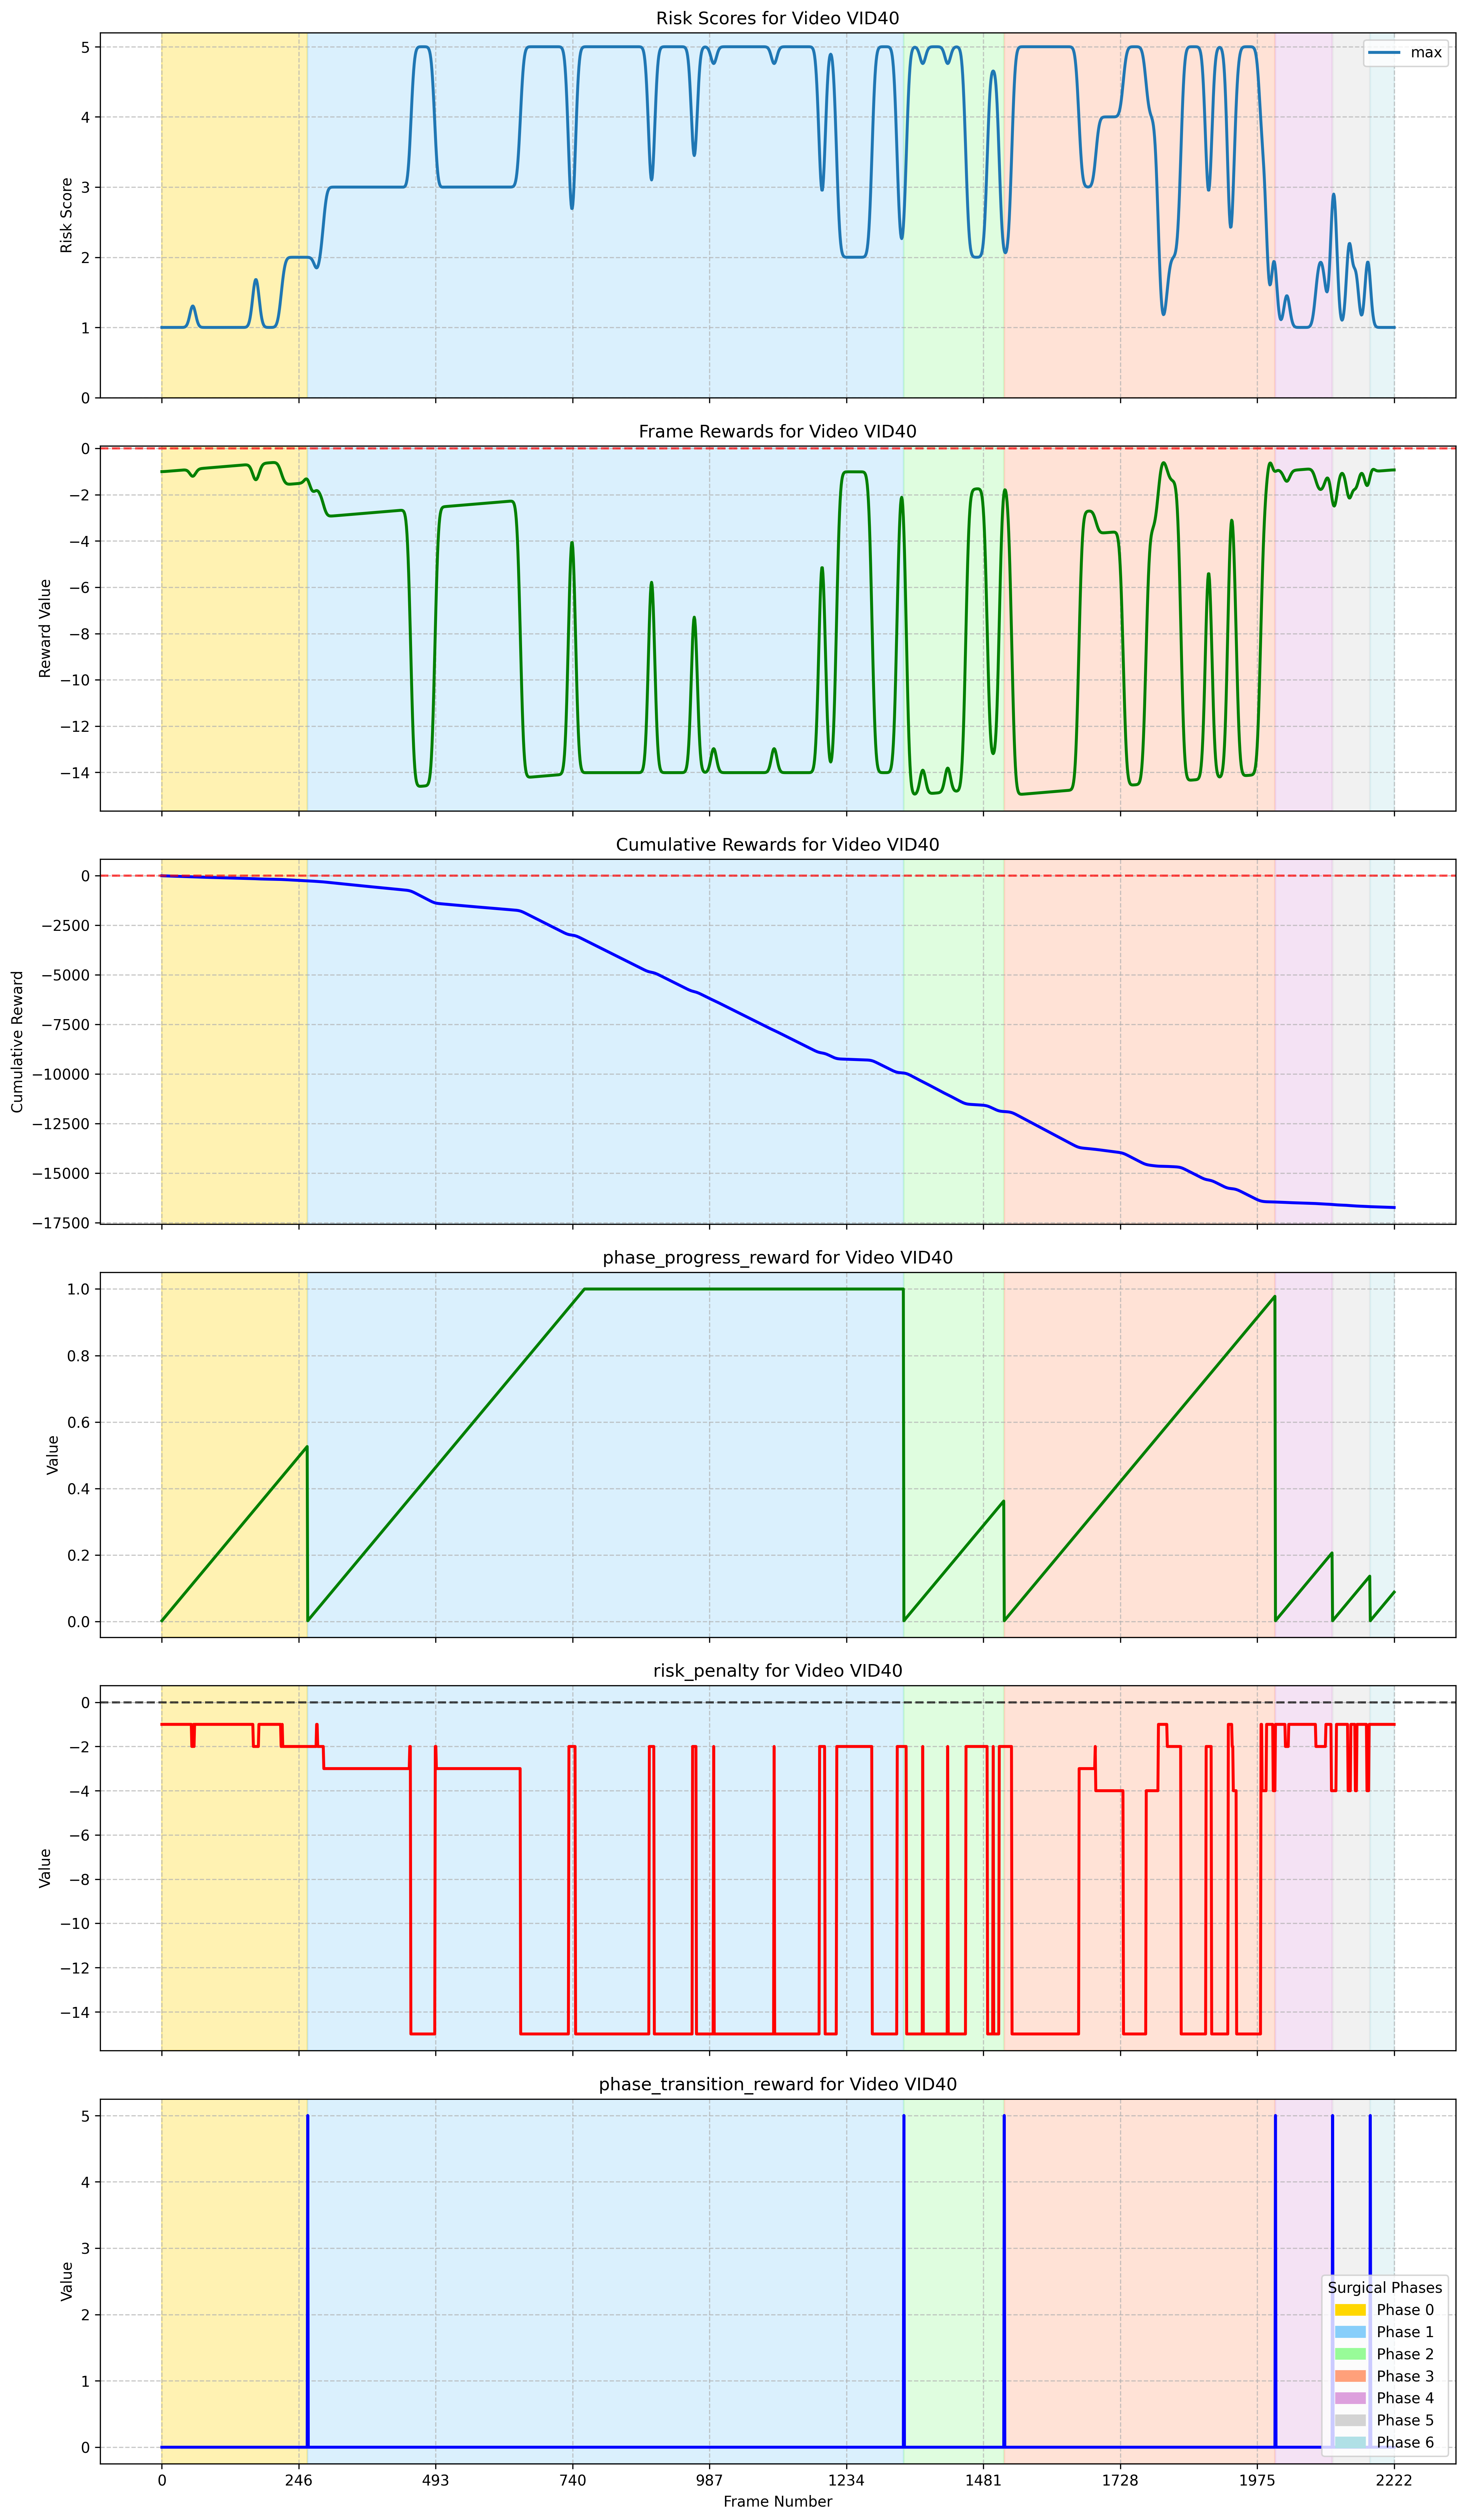 Risk Scores for Video VID40
5
4
3
2
1
0
Risk Score
max
Frame Rewards for Video VID40
0
−2
−4
−6
−8
−10
−12
−14
Reward Value
Cumulative Rewards for Video VID40
0
−2500
−5000
−7500
−10000
−12500
−15000
−17500
Cumulative Reward
phase_progress_reward for Video VID40
1.0
0.8
0.6
0.4
0.2
0.0
Value
risk_penalty for Video VID40
0
−2
−4
−6
−8
−10
−12
−14
Value
phase_transition_reward for Video VID40
5
4
3
2
1
0
Value
Surgical Phases
Phase 0
Phase 1
Phase 2
Phase 3
Phase 4
Phase 5
Phase 6
0 246 493 740 987 1234 1481 1728 1975 2222
Frame Number